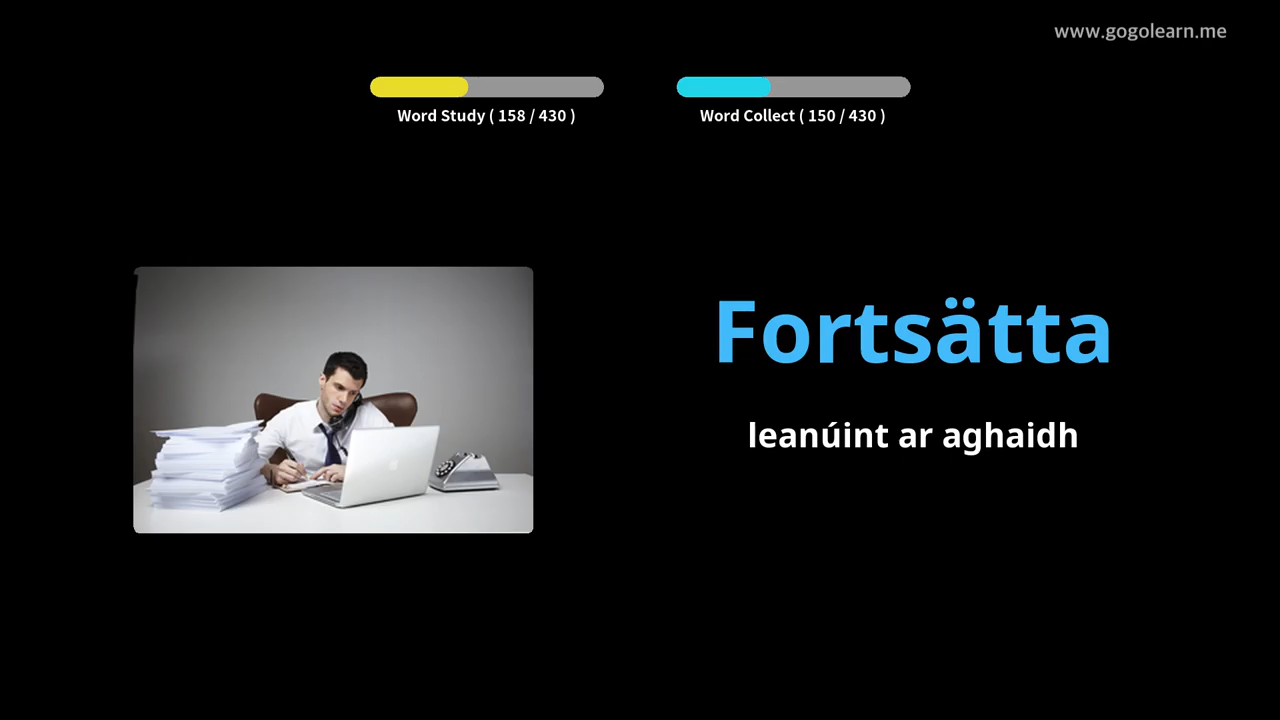 www.gogolearn.me
Word Study ( 158 / 430 )
Word Collect ( 150 / 430 )
Fortsätta
leanúint ar aghaidh